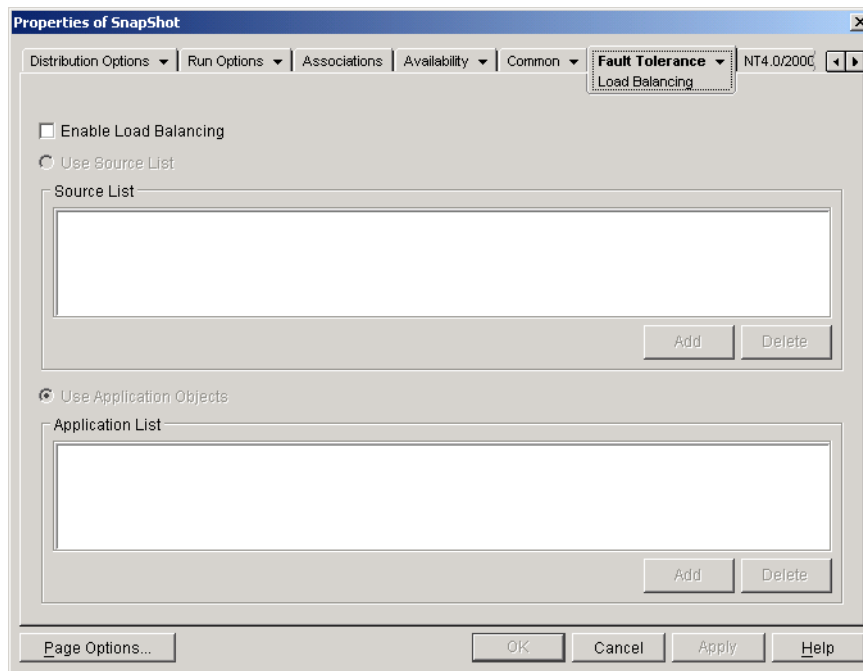 Properties of SnapShot
Distribution Options Run Options Associations Availability Common Fault Tolerance NT4.0/2000
Load Balancing
Enable Load Balancing
Use Source List
Source List
Add Delete
Use Application Objects
Application List
Add Delete
Page Options... OK Cancel Apply Help